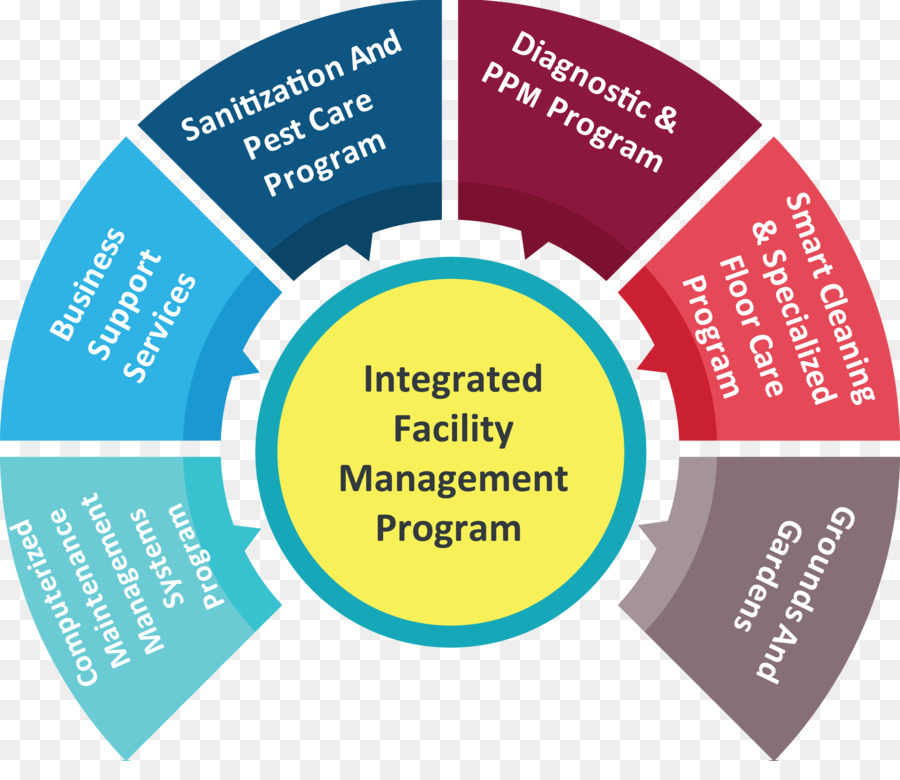 Sanitization And
Pest Care
Program
Diagnostic &
PPM Program
Smart Cleaning
& Specialized
Floor Care
Program
Grounds And
Gardens
Business
Support
Services
Computerized
Maintenance
Management
Systems
Program
Integrated
Facility
Management
Program